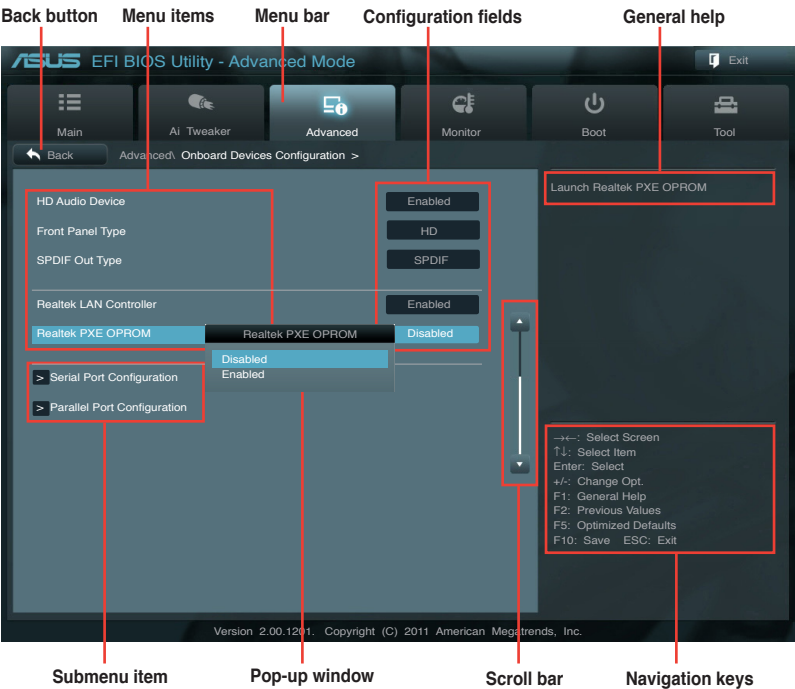 Back button Menu items Menu bar Configuration fields General help
ASUS EFI BIOS Utility - Advanced Mode Exit
Main Ai Tweaker Advanced Monitor Boot Tool
Back Advanced\ Onboard Devices Configuration >
Launch Realtek PXE OPROM
HD Audio Device Enabled
Front Panel Type HD
SPDIF Out Type SPDIF
Realtek LAN Controller Enabled
Realtek PXE OPROM Realtek PXE OPROM Disabled
Disabled
Enabled
> Serial Port Configuration
> Parallel Port Configuration
→←: Select Screen
↑↓: Select Item
Enter: Select
+/-: Change Opt.
F1: General Help
F2: Previous Values
F5: Optimized Defaults
F10: Save ESC: Exit
Version 2.00.1201. Copyright (C) 2011 American Megatrends, Inc.
Submenu item Pop-up window Scroll bar Navigation keys